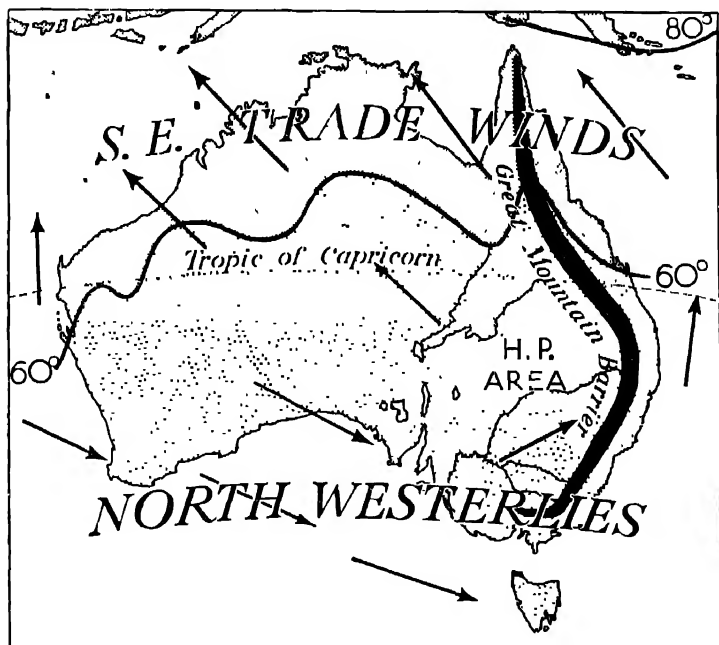 80°
S. E. TRADE WINDS
Great Mountain Barrier
Tropic of Capricorn
60°
60°
H.P.
AREA
NORTH WESTERLIES